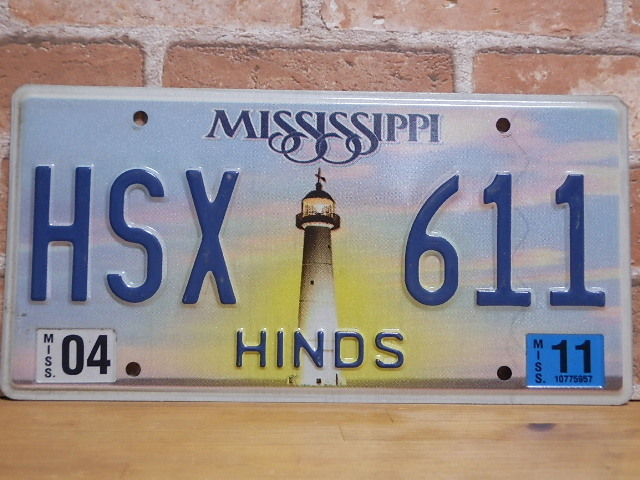 MISSISSIPPI
HSX 611
HINDS
MISS. 04
MISS. 11
10775957